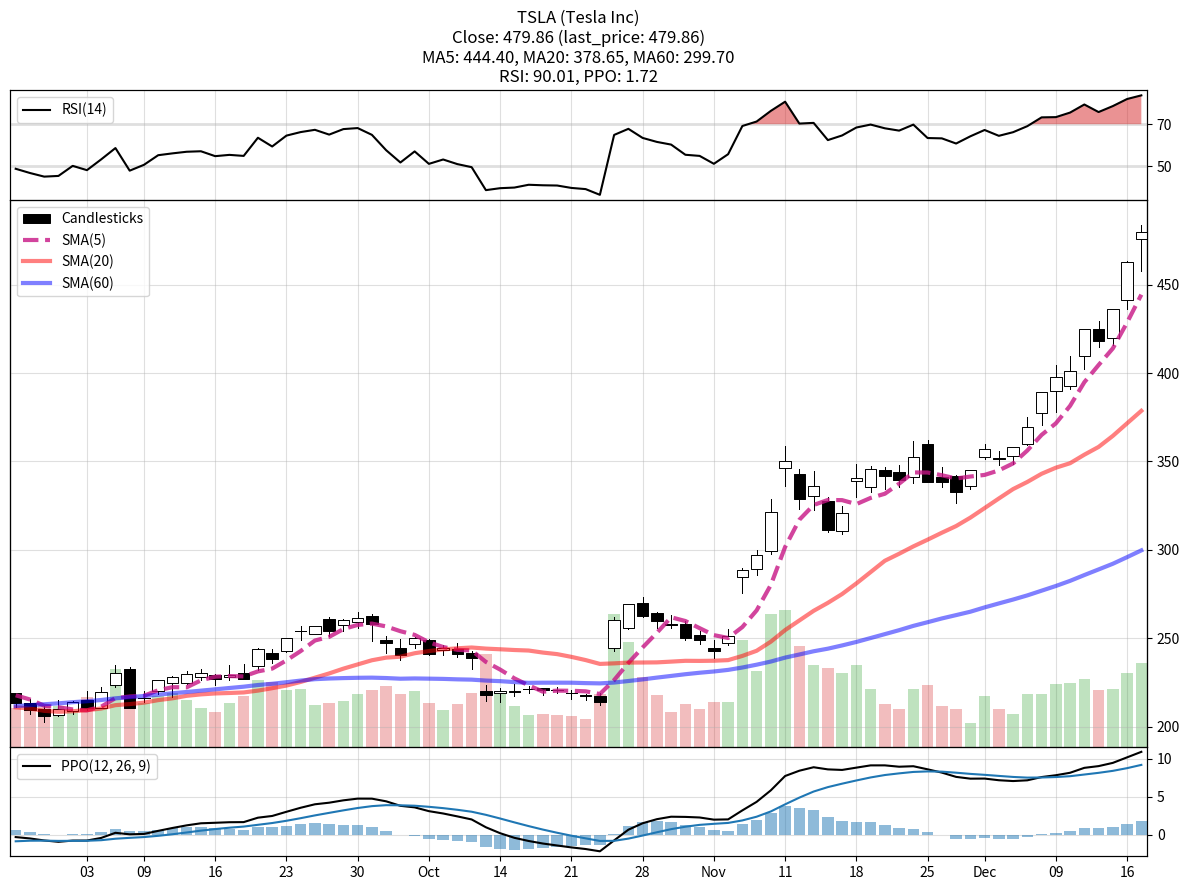 TSLA (Tesla Inc)
Close: 479.86 (last_price: 479.86)
MA5: 444.40, MA20: 378.65, MA60: 299.70
RSI: 90.01, PPO: 1.72
RSI(14)
70
50
Candlesticks
SMA(5)
SMA(20)
SMA(60)
450
400
350
300
250
200
PPO(12, 26, 9)
10
5
0
03 09 16 23 30 Oct 14 21 28 Nov 11 18 25 Dec 09 16